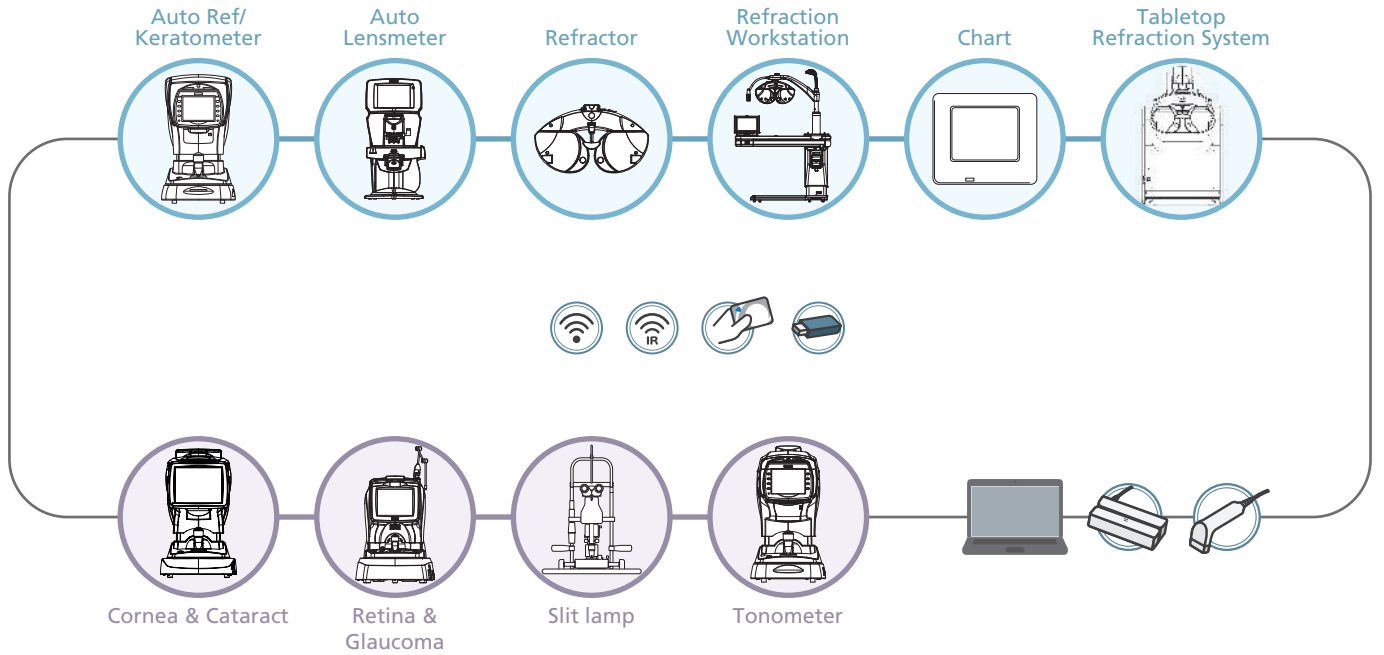 Auto Ref/
Keratometer
Auto
Lensmeter
Refractor
Refraction
Workstation
Chart
Tabletop
Refraction System
IR
Cornea & Cataract
Retina &
Glaucoma
Slit lamp
Tonometer